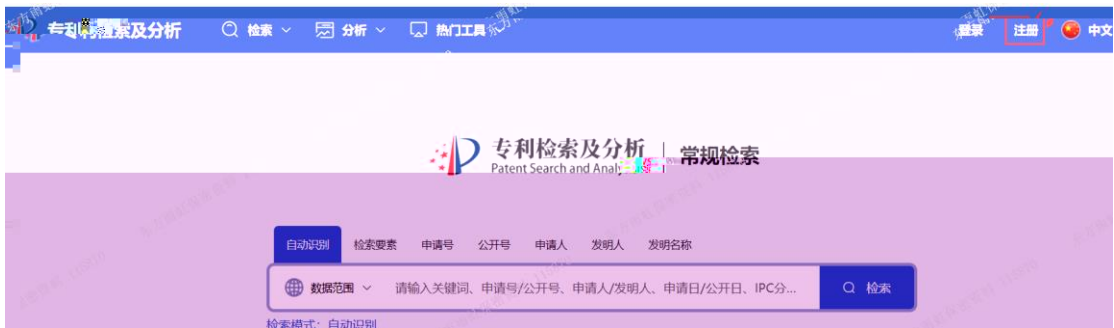 专利检索及分析 检索 分析 热门工具 登录 注册 中文
专利检索及分析 常规检索
Patent Search and Analy
自动识别 检索要素 申请号 公开号 申请人 发明人 发明名称
数据范围 请输入关键词、申请号/公开号、申请人/发明人、申请日/公开日、IPC分... 检索
检索模式：自动识别